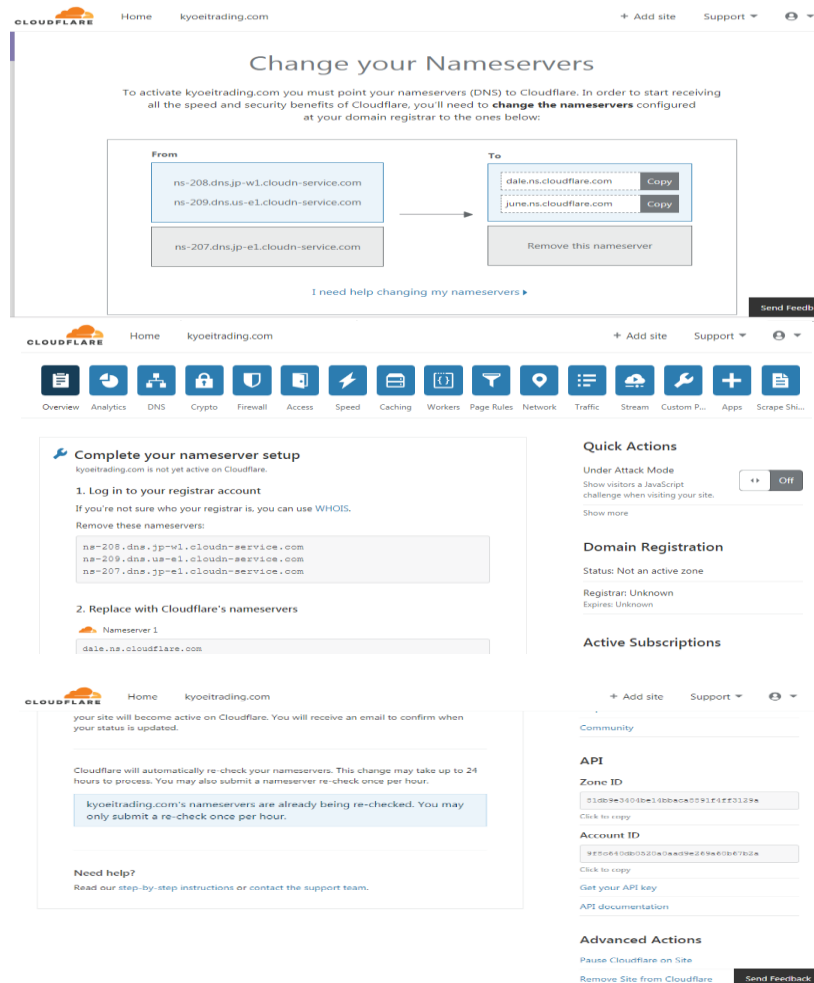 CLOUDFLARE Home kyoeitrading.com + Add site Support
Change your Nameservers
To activate kyoeitrading.com you must point your nameservers (DNS) to Cloudflare. In order to start receiving
all the speed and security benefits of Cloudflare, you'll need to change the nameservers configured
at your domain registrar to the ones below:
From To
ns-208.dns.jp-w1.cloudn-service.com dale.ns.cloudflare.com Copy
ns-209.dns.us-e1.cloudn-service.com june.ns.cloudflare.com Copy
ns-207.dns.jp-e1.cloudn-service.com Remove this nameserver
I need help changing my nameservers
Send Feedb
CLOUDFLARE Home kyoeitrading.com + Add site Support
Overview Analytics DNS Crypto Firewall Access Speed Caching Workers Page Rules Network Traffic Stream Custom P... Apps Scrape Shi...
Complete your nameserver setup
kyoeitrading.com is not yet active on Cloudflare.
1. Log in to your registrar account
If you're not sure who your registrar is, you can use WHOIS.
Remove these nameservers:
ns-208.dns.jp-w1.cloudn-service.com
ns-209.dns.us-e1.cloudn-service.com
ns-207.dns.jp-e1.cloudn-service.com
2. Replace with Cloudflare's nameservers
Nameserver 1
dale.ns.cloudflare.com
Quick Actions
Under Attack Mode
Show visitors a JavaScript
challenge when visiting your site.
Off
Show more
Domain Registration
Status: Not an active zone
Registrar: Unknown
Expires: Unknown
Active Subscriptions
CLOUDFLARE Home kyoeitrading.com + Add site Support
your site will become active on Cloudflare. You will receive an email to confirm when
your status is updated.
Cloudflare will automatically re-check your nameservers. This change may take up to 24
hours to process. You may also submit a nameserver re-check once per hour.
kyoeitrading.com's nameservers are already being re-checked. You may
only submit a re-check once per hour.
Need help?
Read our step-by-step instructions or contact the support team.
Community
API
Zone ID
Click to copy
Account ID
Click to copy
Get your API key
API documentation
Advanced Actions
Pause Cloudflare on Site
Remove Site from Cloudflare
Send Feedback